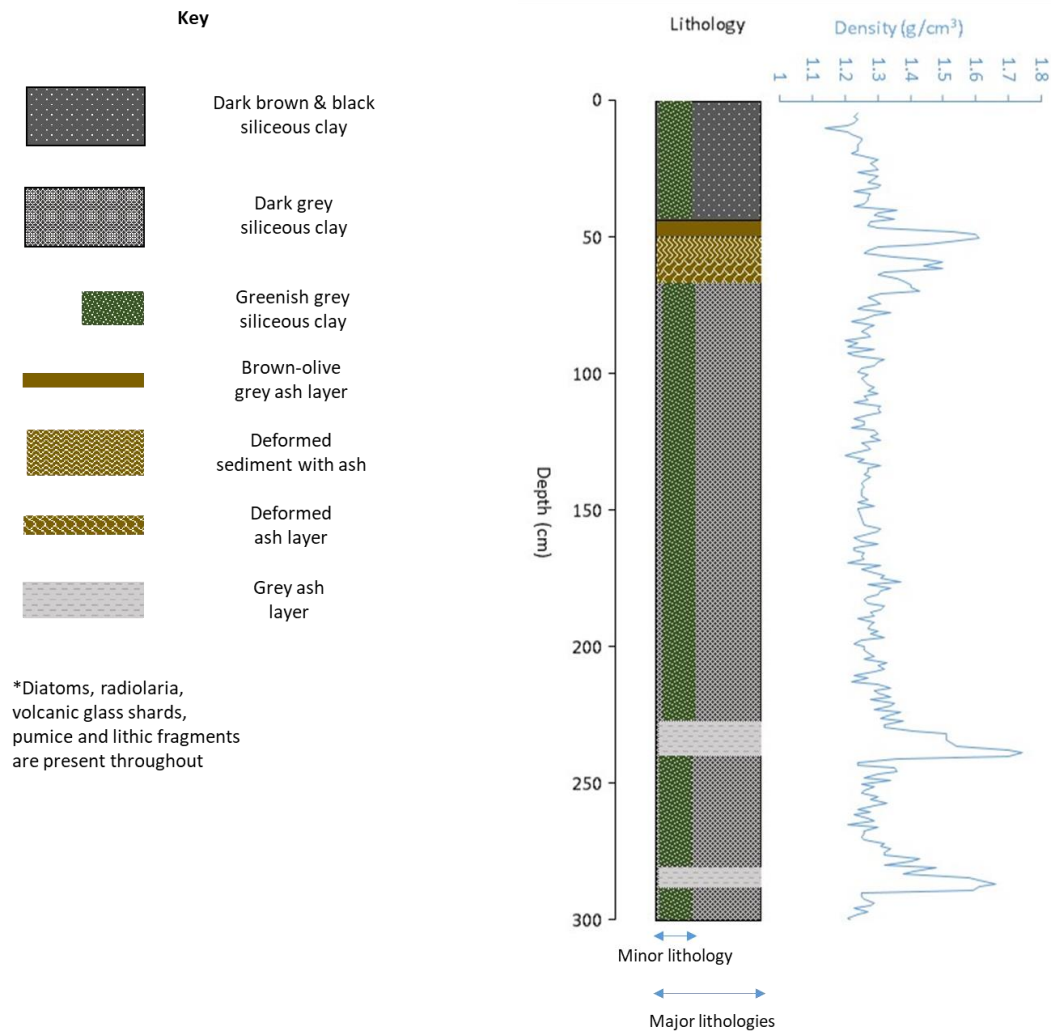 Key
Dark brown & black
siliceous clay
Dark grey
siliceous clay
Greenish grey
siliceous clay
Brown-olive
grey ash layer
Deformed
sediment with ash
Deformed
ash layer
Grey ash
layer
*Diatoms, radiolaria,
volcanic glass shards,
pumice and lithic fragments
are present throughout
Lithology
Density (g/cm³)
1
1.1
1.2
1.3
1.4
1.5
1.6
1.7
1.8
Depth (cm)
0
50
100
150
200
250
300
Minor lithology
Major lithologies